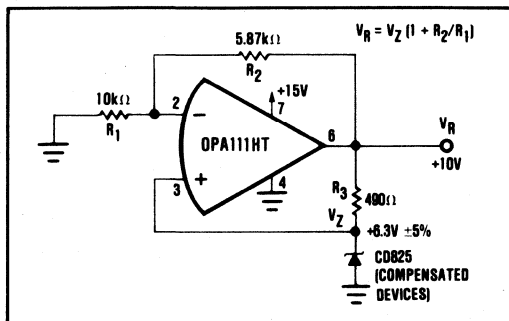 V_R = V_Z (1 + R_2/R_1)
5.87kΩ
R_2
+15V
10kΩ
R_1
2
−
7
OPA111HT
6
V_R
+10V
3
+
4
R_3
490Ω
V_Z
+6.3V ±5%
CD825
(COMPENSATED
DEVICES)